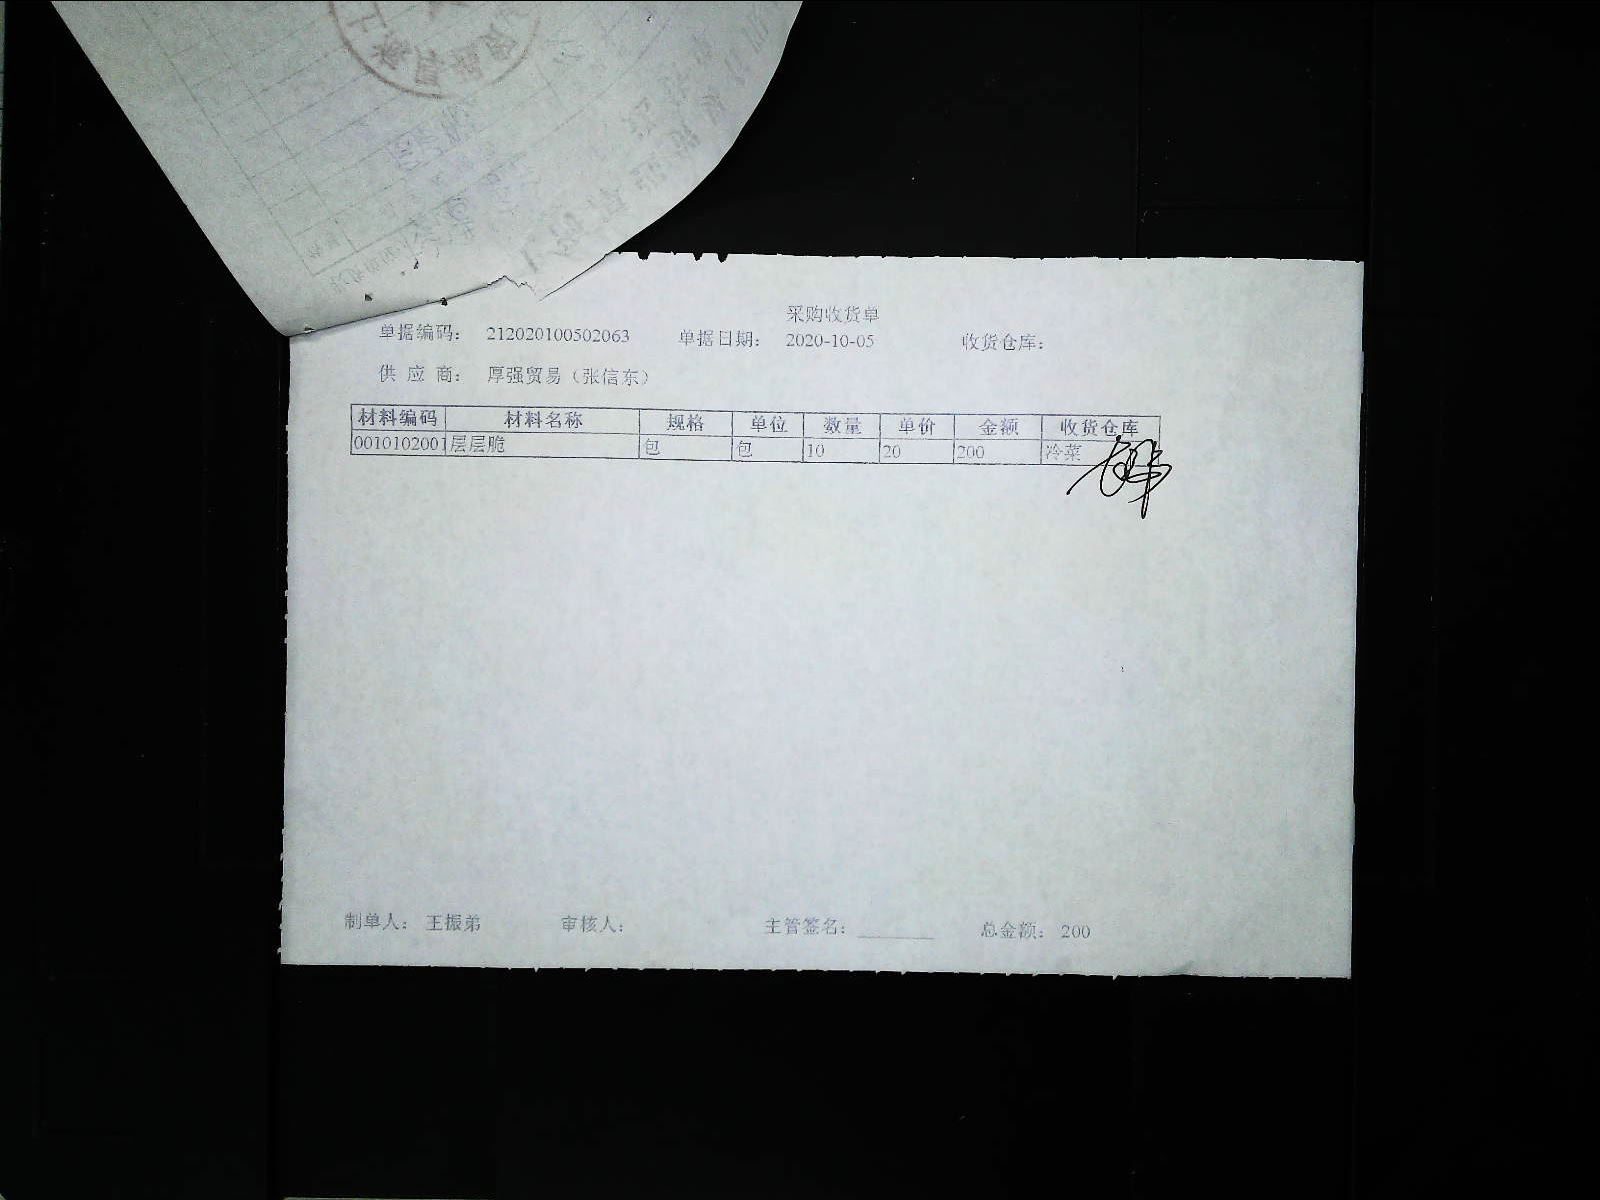 采购收货单
单据编码： 212020100502063 单据日期： 2020-10-05 收货仓库：
供 应 商： 厚强贸易（张信东）
材料编码 材料名称 规格 单位 数量 单价 金额 收货仓库
0010102001 层层脆 包 包 10 20 200 冷菜
制单人： 王振弟 审核人： 主管签名： 总金额： 200